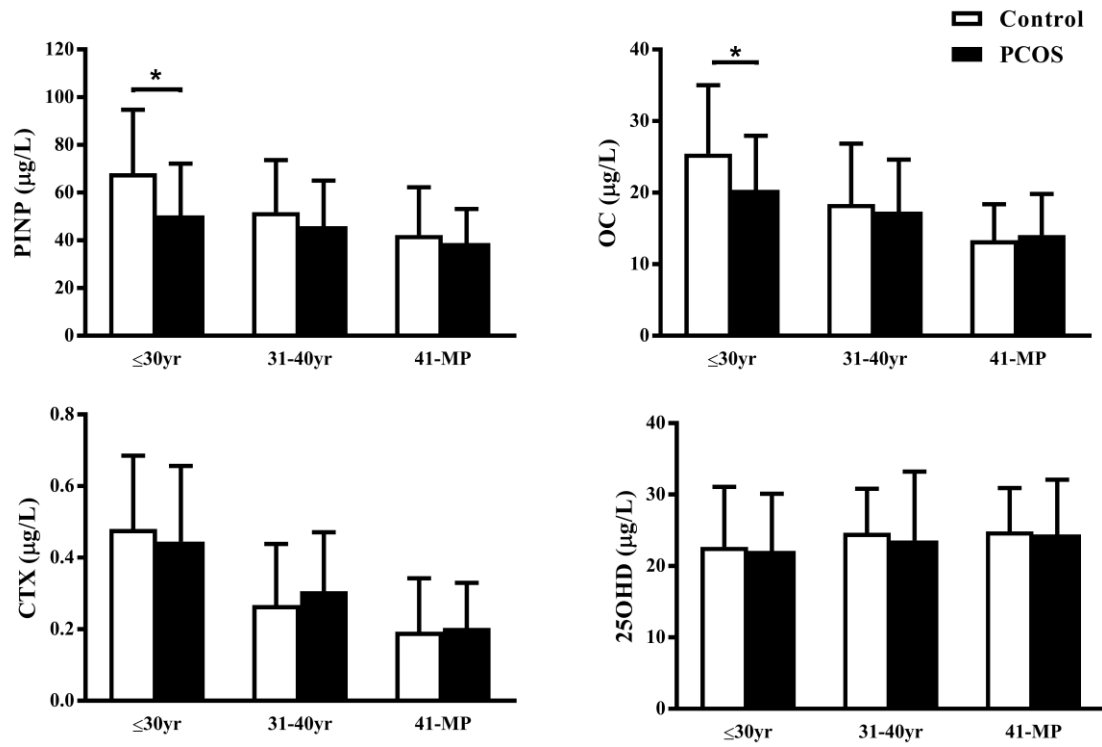 Control
PCOS
PINP (μg/L)
120
100
80
60
40
20
0
*
≤30yr 31-40yr 41-MP
OC (μg/L)
40
30
20
10
0
*
≤30yr 31-40yr 41-MP
CTX (μg/L)
0.8
0.6
0.4
0.2
0.0
≤30yr 31-40yr 41-MP
25OHD (μg/L)
40
30
20
10
0
≤30yr 31-40yr 41-MP